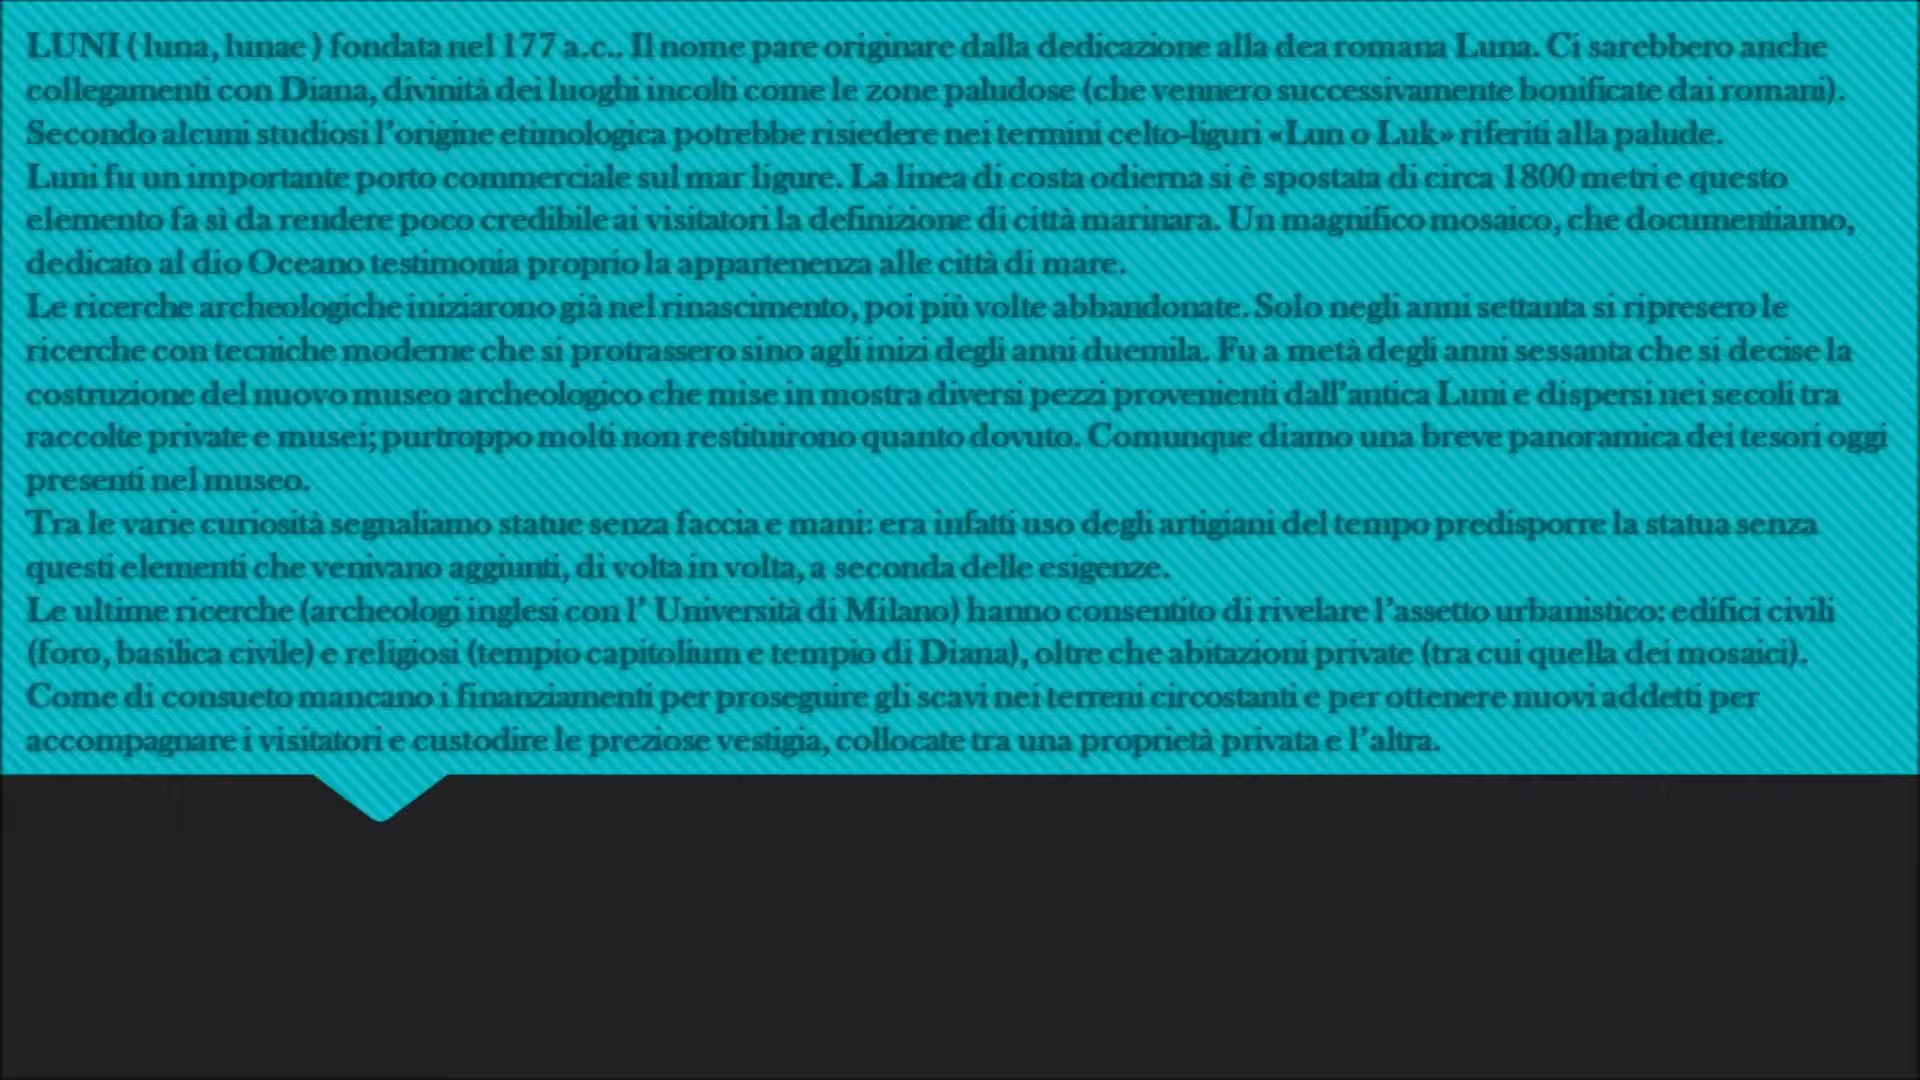 LUNI ( luna, lunae ) fondata nel 177 a.c.. Il nome pare originare dalla dedicazione alla dea romana Luna. Ci sarebbero anche
collegamenti con Diana, divinità dei luoghi incolti come le zone paludose (che vennero successivamente bonificate dai romani).
Secondo alcuni studiosi l’origine etimologica potrebbe risiedere nei termini celto-liguri «Lun o Luk» riferiti alla palude.
Luni fu un importante porto commerciale sul mar ligure. La linea di costa odierna si è spostata di circa 1800 metri e questo
elemento fa sì da rendere poco credibile ai visitatori la definizione di città marinara. Un magnifico mosaico, che documentiamo,
dedicato al dio Oceano testimonia proprio la appartenenza alle città di mare.
Le ricerche archeologiche iniziarono già nel rinascimento, poi più volte abbandonate. Solo negli anni settanta si ripresero le
ricerche con tecniche moderne che si protrassero sino agli inizi degli anni duemila. Fu a metà degli anni sessanta che si decise la
costruzione del nuovo museo archeologico che mise in mostra diversi pezzi provenienti dall’antica Luni e dispersi nei secoli tra
raccolte private e musei; purtroppo molti non restituirono quanto dovuto. Comunque diamo una breve panoramica dei tesori oggi
presenti nel museo.
Tra le varie curiosità segnaliamo statue senza faccia e mani: era infatti uso degli artigiani del tempo predisporre la statua senza
questi elementi che venivano aggiunti, di volta in volta, a seconda delle esigenze.
Le ultime ricerche (archeologi inglesi con l’ Università di Milano) hanno consentito di rivelare l’assetto urbanistico: edifici civili
(foro, basilica civile) e religiosi (tempio capitolium e tempio di Diana), oltre che abitazioni private (tra cui quella dei mosaici).
Come di consueto mancano i finanziamenti per proseguire gli scavi nei terreni circostanti e per ottenere nuovi addetti per
accompagnare i visitatori e custodire le preziose vestigia, collocate tra una proprietà privata e l’altra.